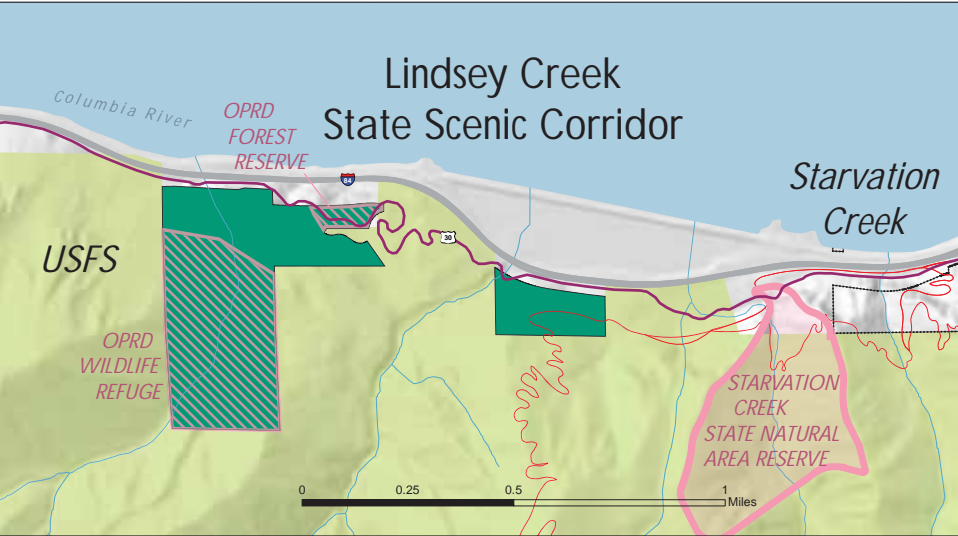 Lindsey Creek
State Scenic Corridor
Columbia River
OPRD
FOREST
RESERVE
84
Starvation
Creek
30
USFS
OPRD
WILDLIFE
REFUGE
STARVATION
CREEK
STATE NATURAL
AREA RESERVE
0 0.25 0.5 1
Miles